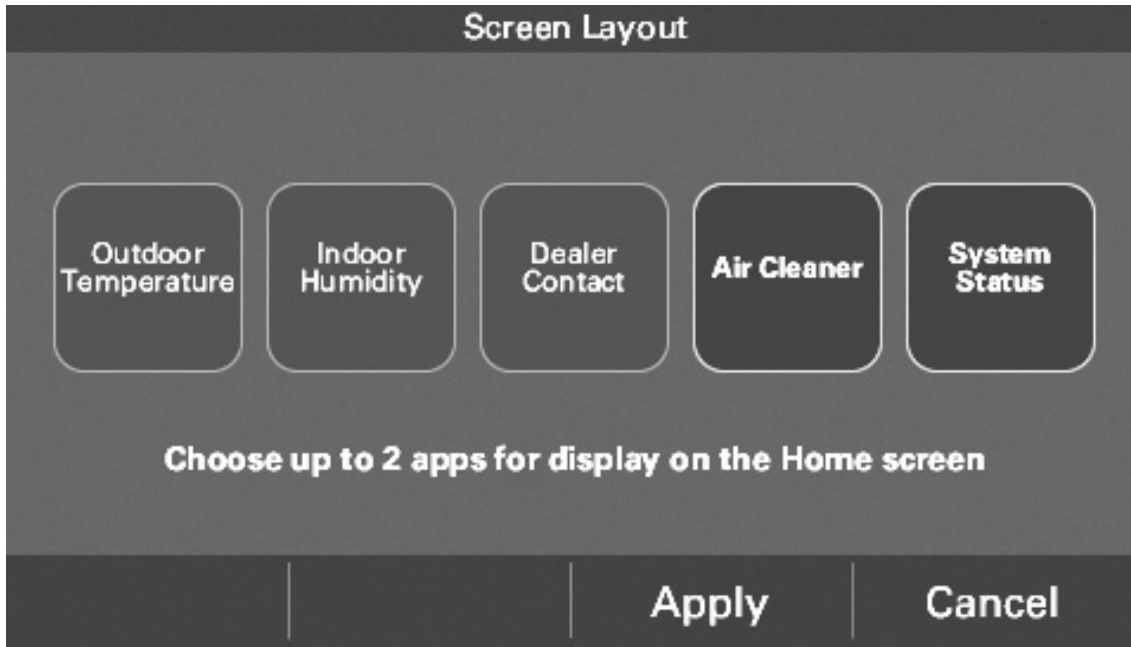 Screen Layout
Outdoor
Temperature
Indoor
Humidity
Dealer
Contact
Air Cleaner
System
Status
Choose up to 2 apps for display on the Home screen
Apply
Cancel